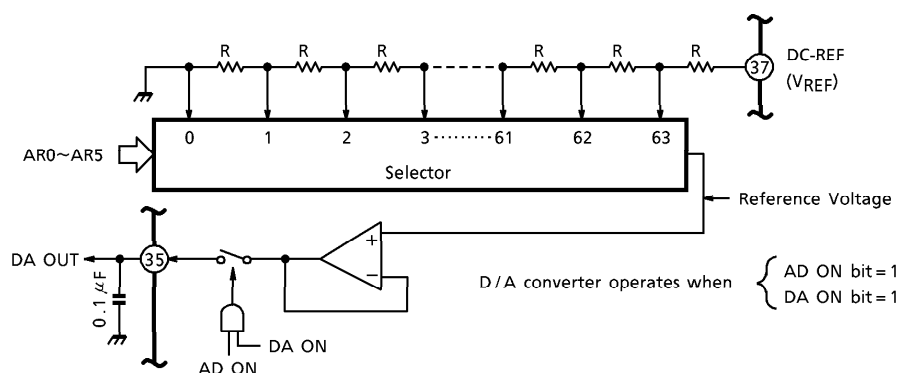 R R R R R R
DC-REF
37
(VREF)
0 1 2 3········61 62 63
AR0~AR5
Selector
Reference Voltage
DA OUT
35
+
−
0.1 μF
D/A converter operates when
AD ON bit=1
DA ON bit=1
DA ON
AD ON